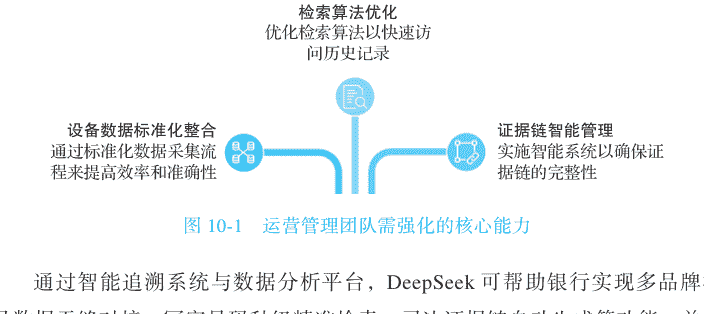 检索算法优化
优化检索算法以快速访
问历史记录
设备数据标准化整合
通过标准化数据采集流
程来提高效率和准确性
证据链智能管理
实施智能系统以确保证
据链的完整性
图 10-1 运营管理团队需强化的核心能力
通过智能追溯系统与数据分析平台，DeepSeek 可帮助银行实现多品牌